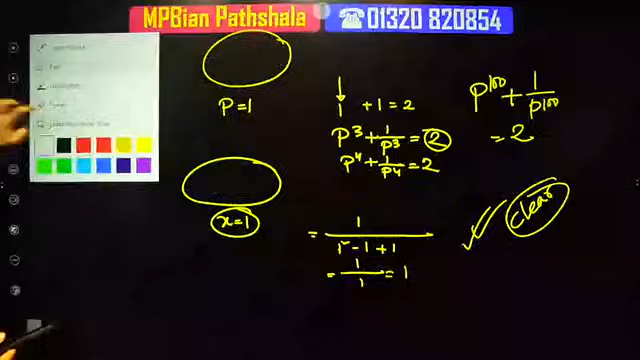 MPBian Pathshala ☎01320 820854
P=1
1 + 1 = 2
P³ + 1/P³ = 2
P⁴ + 1/P⁴ = 2
P¹⁰⁰ + 1/P¹⁰⁰
= 2
x=1
= 1/(1² - 1 + 1)
= 1/1 = 1
clear